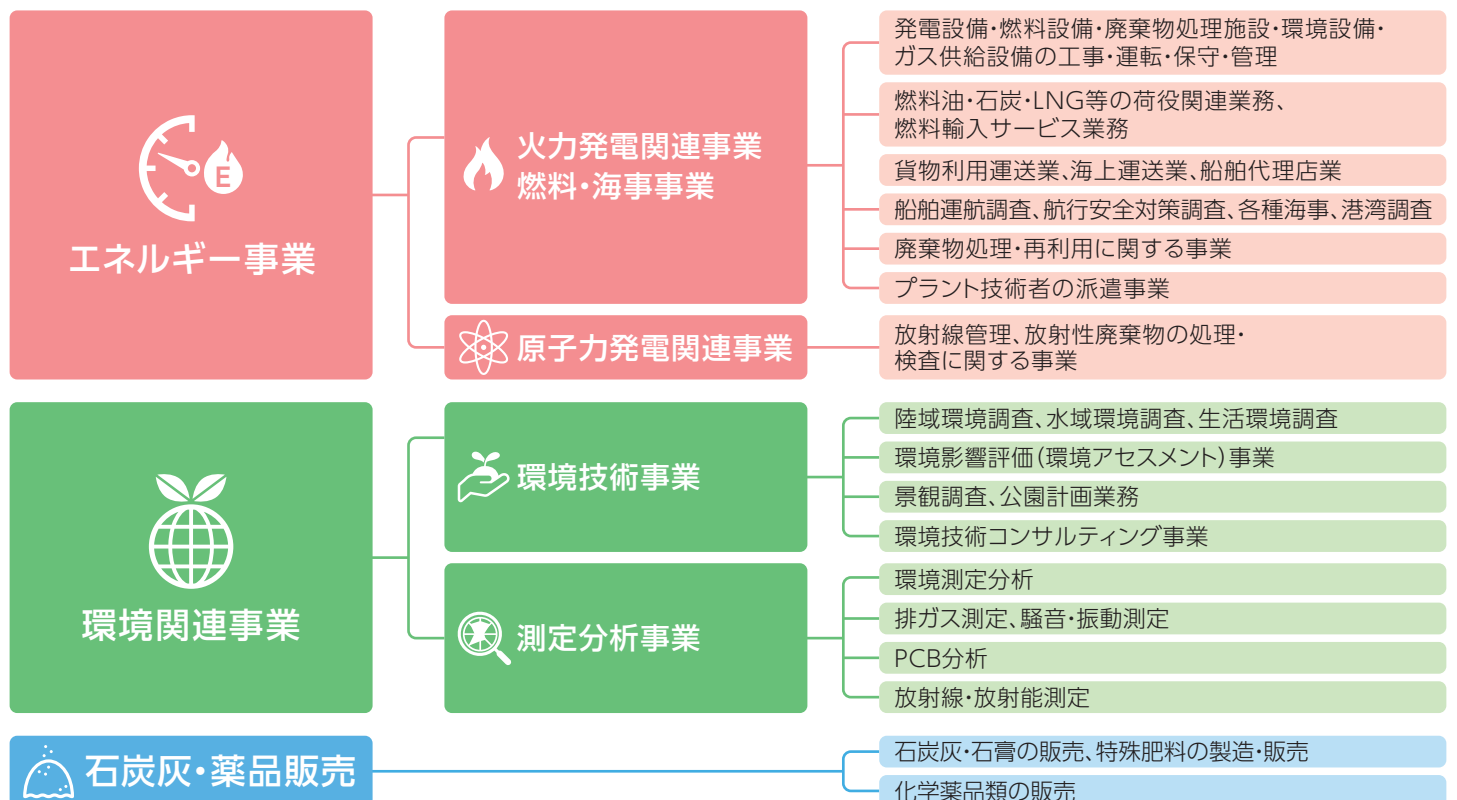 エネルギー事業
E
火力発電関連事業
燃料・海事事業
発電設備・燃料設備・廃棄物処理施設・環境設備・
ガス供給設備の工事・運転・保守・管理
燃料油・石炭・LNG等の荷役関連業務、
燃料輸入サービス業務
貨物利用運送業、海上運送業、船舶代理店業
船舶運航調査、航行安全対策調査、各種海事、港湾調査
廃棄物処理・再利用に関する事業
プラント技術者の派遣事業
原子力発電関連事業
放射線管理、放射性廃棄物の処理・
検査に関する事業
環境関連事業
環境技術事業
陸域環境調査、水域環境調査、生活環境調査
環境影響評価(環境アセスメント)事業
景観調査、公園計画業務
環境技術コンサルティング事業
測定分析事業
環境測定分析
排ガス測定、騒音・振動測定
PCB分析
放射線・放射能測定
石炭灰・薬品販売
石炭灰・石膏の販売、特殊肥料の製造・販売
化学薬品類の販売